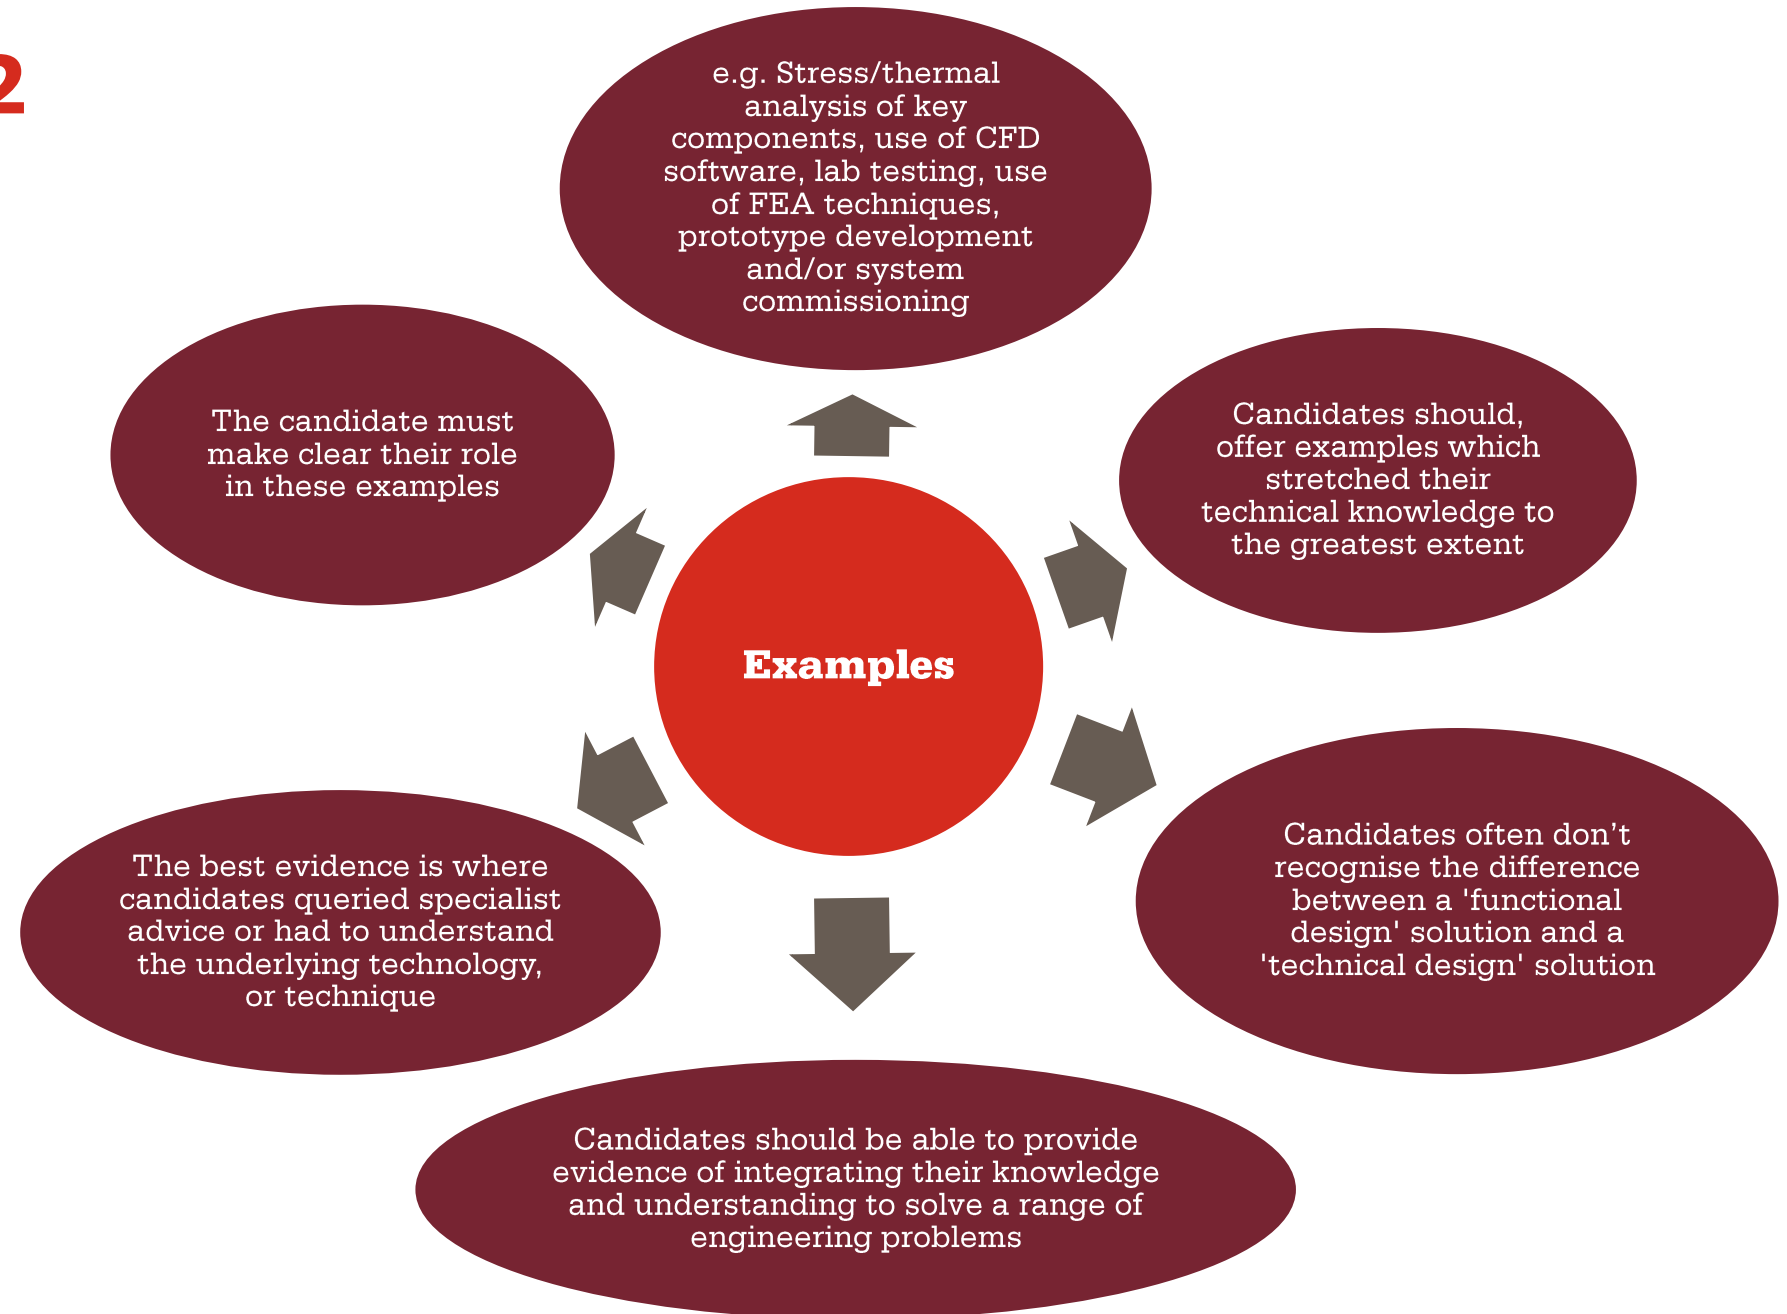 2
e.g. Stress/thermal
analysis of key
components, use of CFD
software, lab testing, use
of FEA techniques,
prototype development
and/or system
commissioning
The candidate must
make clear their role
in these examples
Candidates should,
offer examples which
stretched their
technical knowledge to
the greatest extent
Examples
The best evidence is where
candidates queried specialist
advice or had to understand
the underlying technology,
or technique
Candidates often don’t
recognise the difference
between a 'functional
design' solution and a
'technical design' solution
Candidates should be able to provide
evidence of integrating their knowledge
and understanding to solve a range of
engineering problems